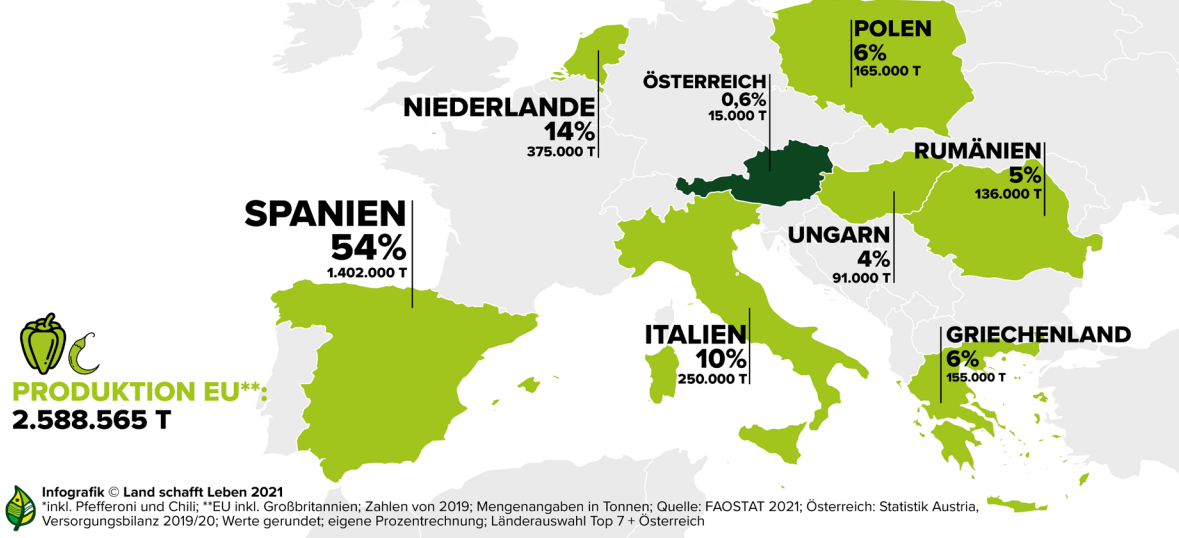 POLEN
6%
165.000 T
ÖSTERREICH
0,6%
15.000 T
NIEDERLANDE
14%
375.000 T
RUMÄNIEN
5%
136.000 T
SPANIEN
54%
1.402.000 T
UNGARN
4%
91.000 T
ITALIEN
10%
250.000 T
GRIECHENLAND
6%
155.000 T
PRODUKTION EU**:
2.588.565 T
Infografik © Land schafft Leben 2021
*inkl. Pfefferoni und Chili; **EU inkl. Großbritannien; Zahlen von 2019; Mengenangaben in Tonnen; Quelle: FAOSTAT 2021; Österreich: Statistik Austria,
Versorgungsbilanz 2019/20; Werte gerundet; eigene Prozentrechnung; Länderauswahl Top 7 + Österreich